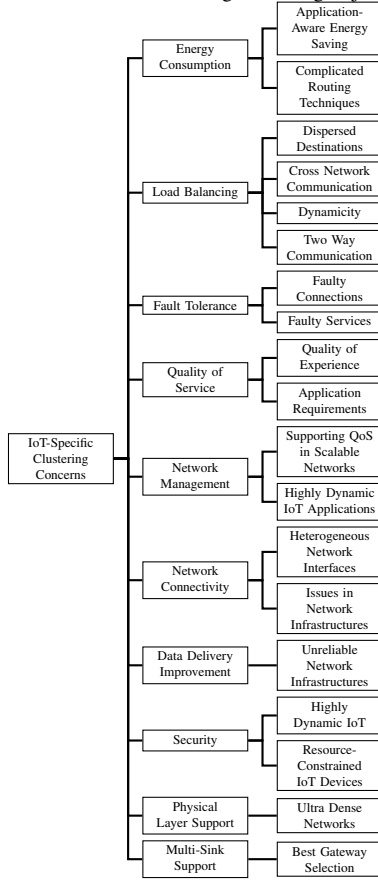 Application-
Aware Energy
Saving
Energy
Consumption
Complicated
Routing
Techniques
Dispersed
Destinations
Cross Network
Communication
Load Balancing
Dynamicity
Two Way
Communication
Faulty
Connections
Fault Tolerance
Faulty Services
Quality of
Experience
Quality of
Service
Application
Requirements
IoT-Specific
Clustering
Concerns
Supporting QoS
in Scalable
Networks
Network
Management
Highly Dynamic
IoT Applications
Heterogeneous
Network
Interfaces
Network
Connectivity
Issues in
Network
Infrastructures
Data Delivery
Improvement
Unreliable
Network
Infrastructures
Highly
Dynamic IoT
Security
Resource-
Constrained
IoT Devices
Physical
Layer Support
Ultra Dense
Networks
Multi-Sink
Support
Best Gateway
Selection